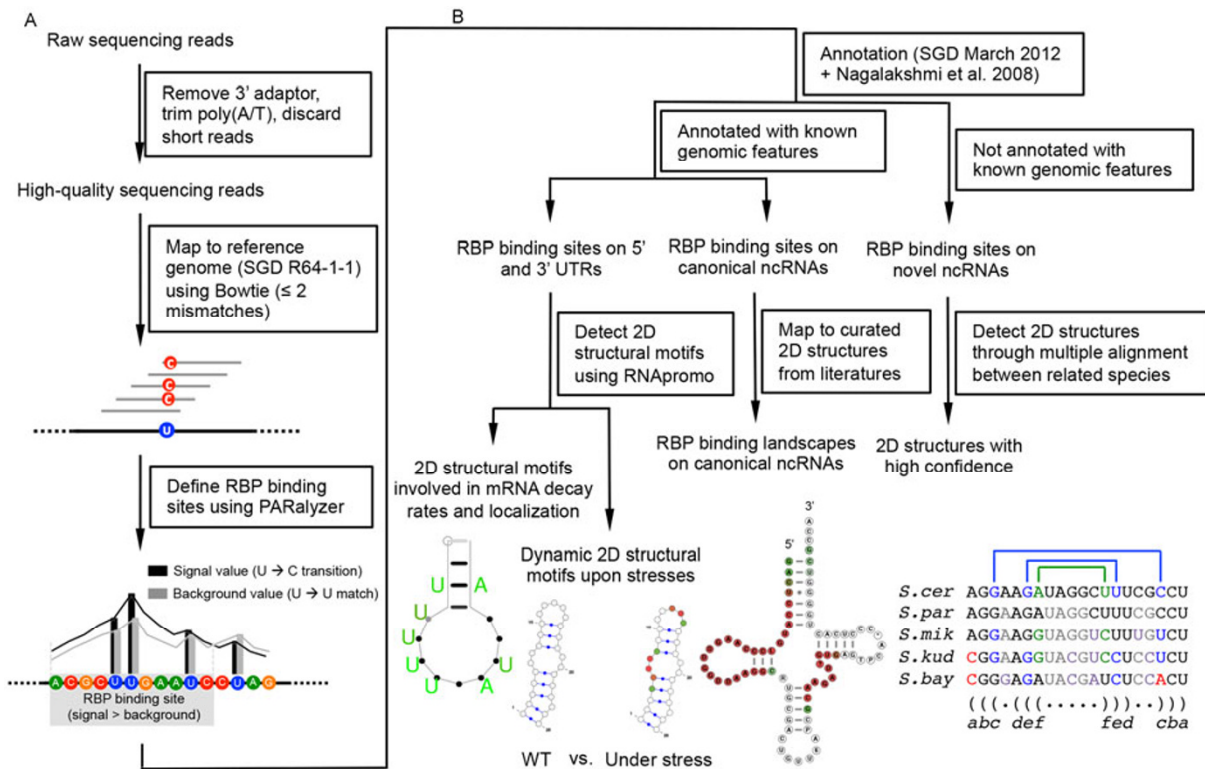 A
Raw sequencing reads
Remove 3' adaptor,
trim poly(A/T), discard
short reads
High-quality sequencing reads
Map to reference
genome (SGD R64-1-1)
using Bowtie (≤ 2
mismatches)
C
C
C
U
Define RBP binding
sites using PARalyzer
Signal value (U → C transition)
Background value (U → U match)
A C G C U U G A A U C C U A G
RBP binding site
(signal > background)
B
Annotation (SGD March 2012
+ Nagalakshmi et al. 2008)
Annotated with known
genomic features
Not annotated with
known genomic features
RBP binding sites on 5'
and 3' UTRs
RBP binding sites on
canonical ncRNAs
RBP binding sites on
novel ncRNAs
Detect 2D
structural motifs
using RNApromo
Map to curated
2D structures
from literatures
Detect 2D structures
through multiple alignment
between related species
2D structural motifs
involved in mRNA decay
rates and localization
RBP binding landscapes
on canonical ncRNAs
2D structures with
high confidence
Dynamic 2D structural
motifs upon stresses
U A
U
U
U
U A
U
WT vs. Under stress
3'
5'
S.cer AGGAAGAUAGGCUUUCGCCU
S.par AGGAAGAUAGGCUUUCGCCU
S.mik AGGAAGGUAGGUCUUUGUCU
S.kud CGGAAGGUACGUCCUCCUCU
S.bay CGGGAGAUACGAUCUCCACU
(((·(((·····)))··)))
abc def fed cba